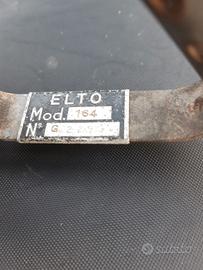 ELTO
Mod. 164
N° G
subito